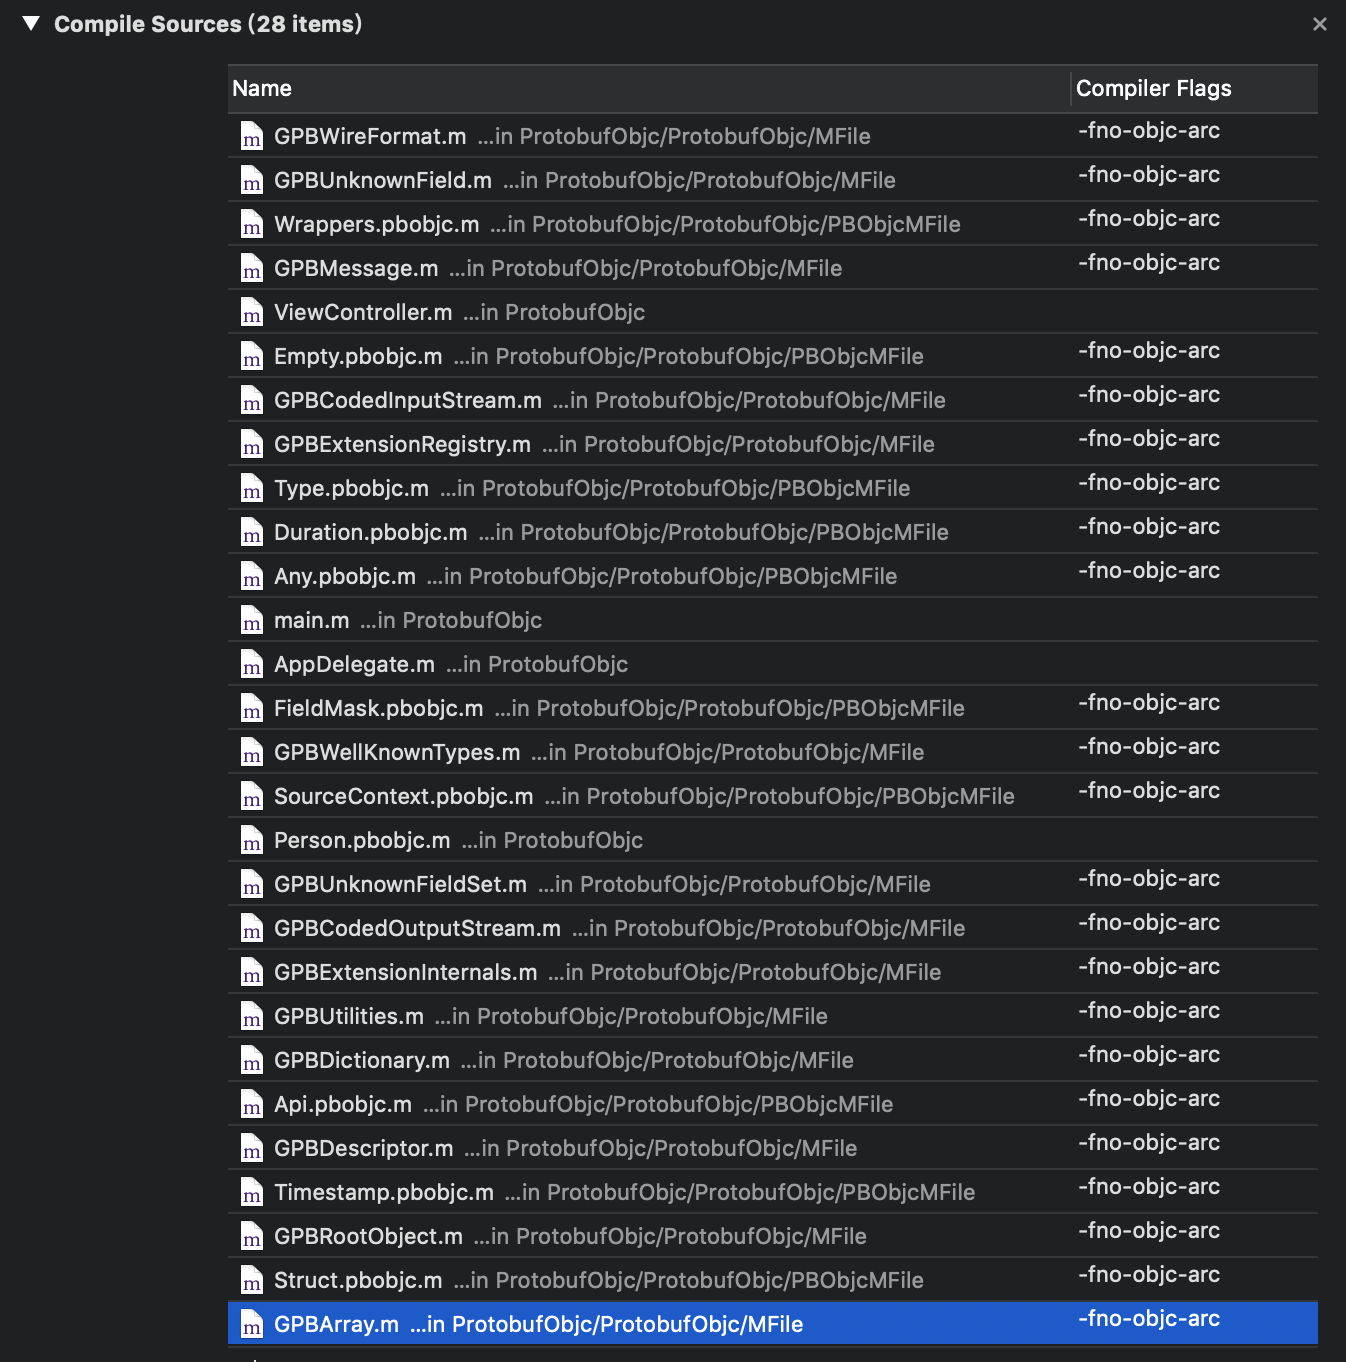 ▼ Compile Sources (28 items) ×
Name Compiler Flags
m GPBWireFormat.m ...in ProtobufObjc/ProtobufObjc/MFile -fno-objc-arc
m GPBUnknownField.m ...in ProtobufObjc/ProtobufObjc/MFile -fno-objc-arc
m Wrappers.pbobjc.m ...in ProtobufObjc/ProtobufObjc/PBObjcMFile -fno-objc-arc
m GPBMessage.m ...in ProtobufObjc/ProtobufObjc/MFile -fno-objc-arc
m ViewController.m ...in ProtobufObjc
m Empty.pbobjc.m ...in ProtobufObjc/ProtobufObjc/PBObjcMFile -fno-objc-arc
m GPBCodedInputStream.m ...in ProtobufObjc/ProtobufObjc/MFile -fno-objc-arc
m GPBExtensionRegistry.m ...in ProtobufObjc/ProtobufObjc/MFile -fno-objc-arc
m Type.pbobjc.m ...in ProtobufObjc/ProtobufObjc/PBObjcMFile -fno-objc-arc
m Duration.pbobjc.m ...in ProtobufObjc/ProtobufObjc/PBObjcMFile -fno-objc-arc
m Any.pbobjc.m ...in ProtobufObjc/ProtobufObjc/PBObjcMFile -fno-objc-arc
m main.m ...in ProtobufObjc
m AppDelegate.m ...in ProtobufObjc
m FieldMask.pbobjc.m ...in ProtobufObjc/ProtobufObjc/PBObjcMFile -fno-objc-arc
m GPBWellKnownTypes.m ...in ProtobufObjc/ProtobufObjc/MFile -fno-objc-arc
m SourceContext.pbobjc.m ...in ProtobufObjc/ProtobufObjc/PBObjcMFile -fno-objc-arc
m Person.pbobjc.m ...in ProtobufObjc
m GPBUnknownFieldSet.m ...in ProtobufObjc/ProtobufObjc/MFile -fno-objc-arc
m GPBCodedOutputStream.m ...in ProtobufObjc/ProtobufObjc/MFile -fno-objc-arc
m GPBExtensionInternals.m ...in ProtobufObjc/ProtobufObjc/MFile -fno-objc-arc
m GPBUtilities.m ...in ProtobufObjc/ProtobufObjc/MFile -fno-objc-arc
m GPBDictionary.m ...in ProtobufObjc/ProtobufObjc/MFile -fno-objc-arc
m Api.pbobjc.m ...in ProtobufObjc/ProtobufObjc/PBObjcMFile -fno-objc-arc
m GPBDescriptor.m ...in ProtobufObjc/ProtobufObjc/MFile -fno-objc-arc
m Timestamp.pbobjc.m ...in ProtobufObjc/ProtobufObjc/PBObjcMFile -fno-objc-arc
m GPBRootObject.m ...in ProtobufObjc/ProtobufObjc/MFile -fno-objc-arc
m Struct.pbobjc.m ...in ProtobufObjc/ProtobufObjc/PBObjcMFile -fno-objc-arc
m GPBArray.m ...in ProtobufObjc/ProtobufObjc/MFile -fno-objc-arc